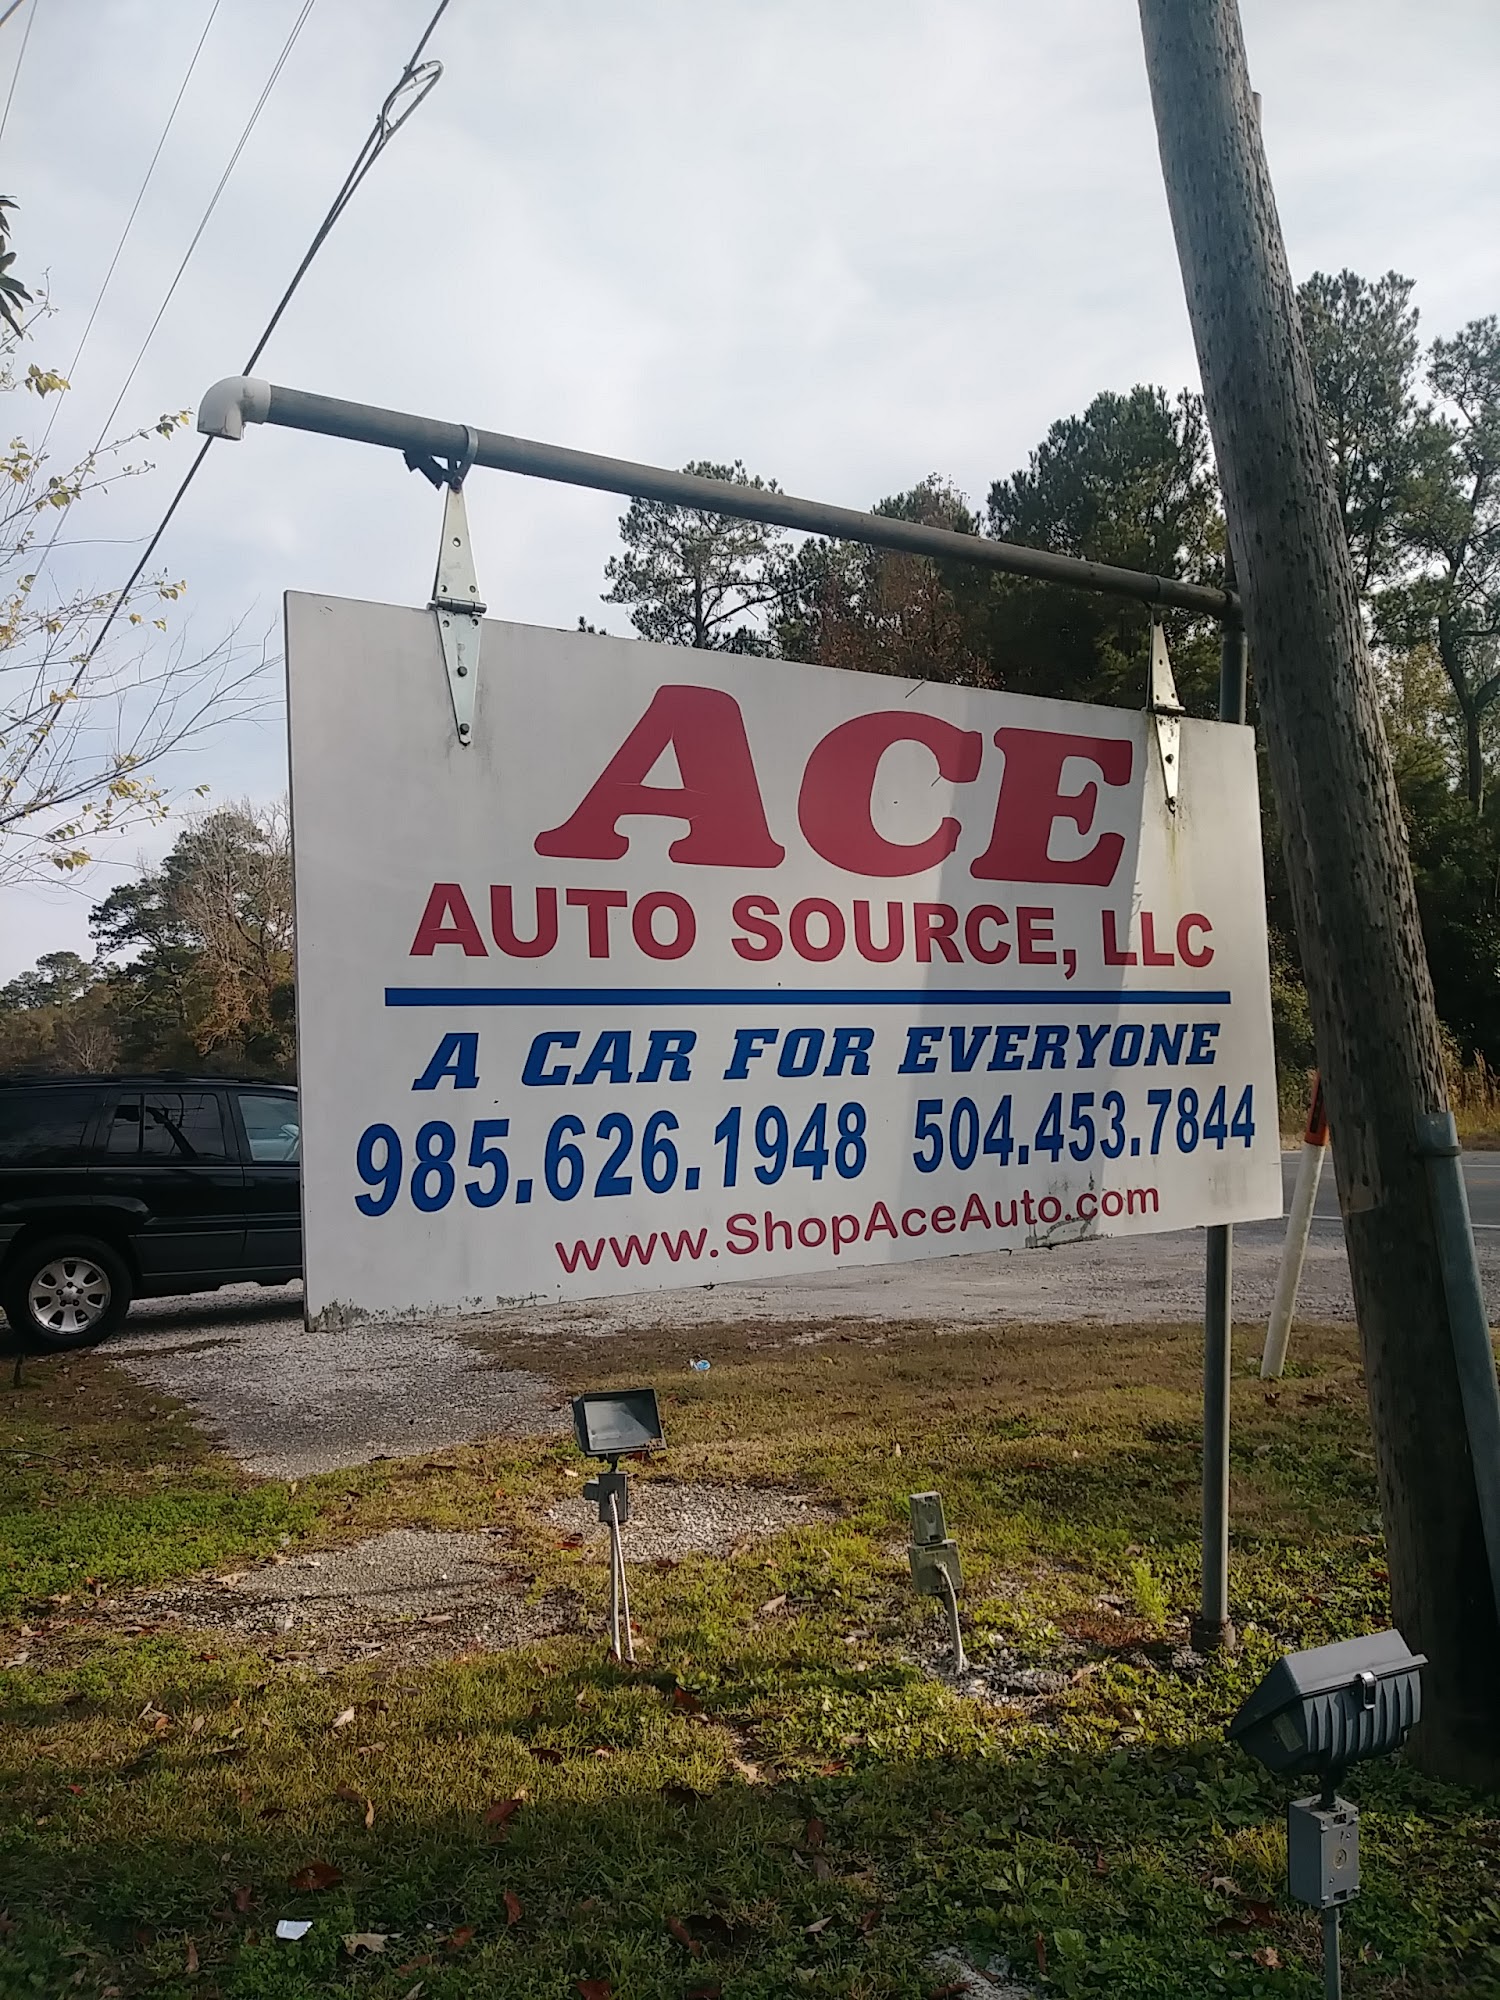 ACE
AUTO SOURCE, LLC
A CAR FOR EVERYONE
985.626.1948 504.453.7844
www.ShopAceAuto.com